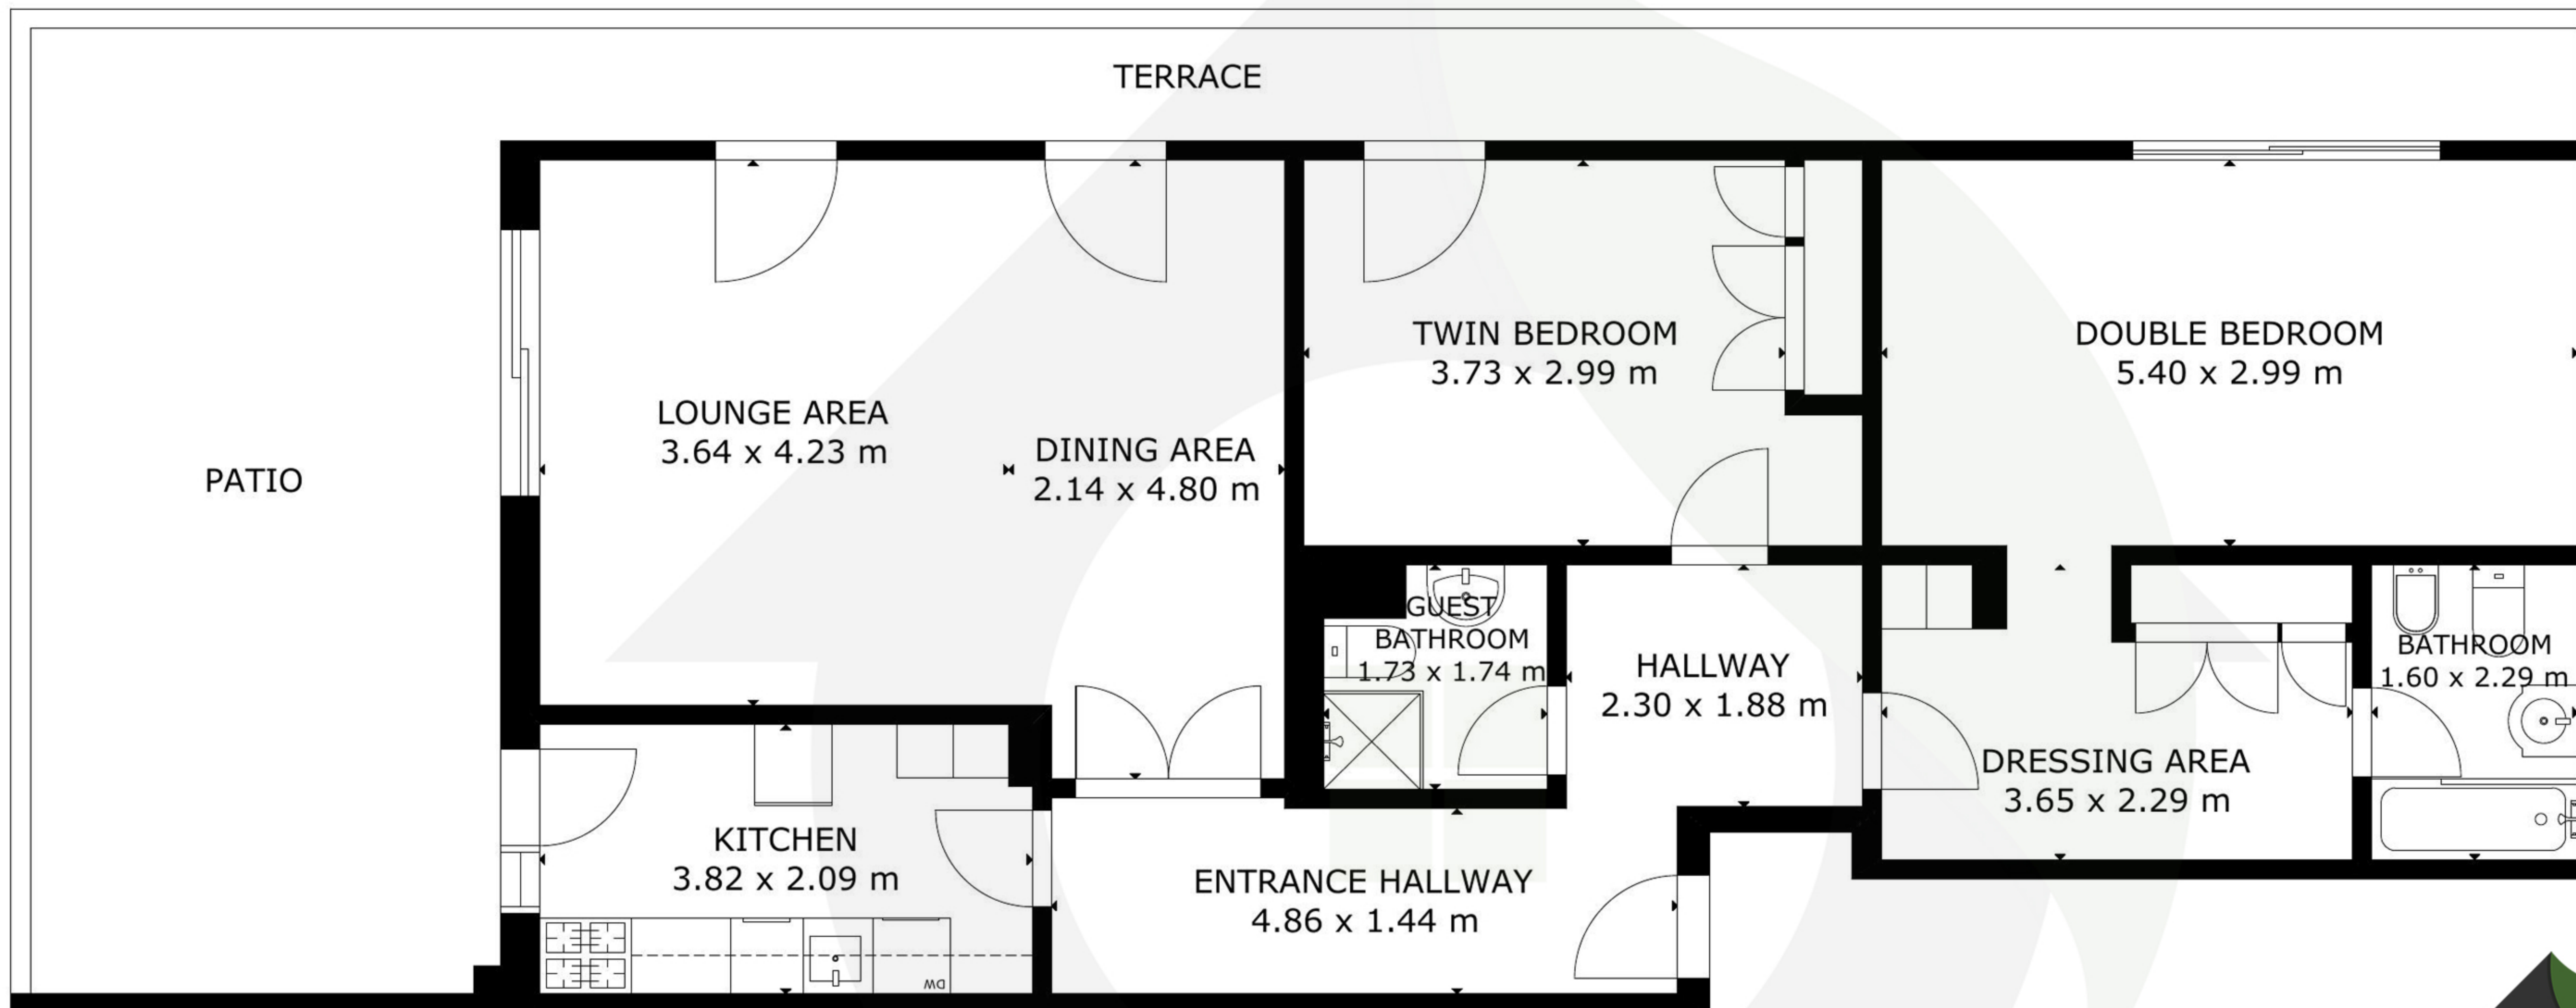 TERRACE
PATIO
LOUNGE AREA
3.64 x 4.23 m
DINING AREA
2.14 x 4.80 m
TWIN BEDROOM
3.73 x 2.99 m
DOUBLE BEDROOM
5.40 x 2.99 m
GUEST
BATHROOM
1.73 x 1.74 m
HALLWAY
2.30 x 1.88 m
DRESSING AREA
3.65 x 2.29 m
BATHROOM
1.60 x 2.29 m
KITCHEN
3.82 x 2.09 m
DW
ENTRANCE HALLWAY
4.86 x 1.44 m